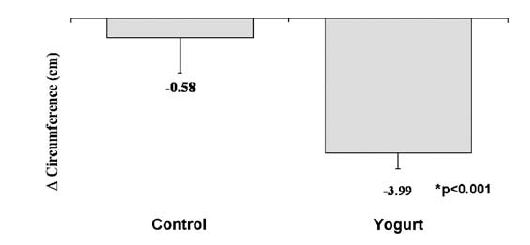 Δ Circumference (cm)
-0.58
-3.99
*p<0.001
Control
Yogurt